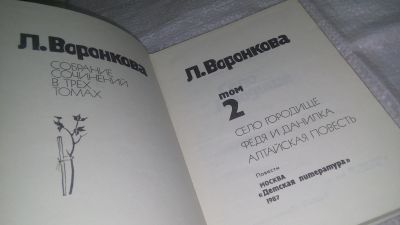 Л. Воронкова
СОБРАНИЕ
СОЧИНЕНИЙ
В ТРЕХ
ТОМАХ
Л. Воронкова
том
2
СЕЛО ГОРОДИЩЕ
ФЕДЯ И ДАНИЛКА
АЛТАЙСКАЯ ПОВЕСТЬ
Повести
МОСКВА
«Детская литература»
1987